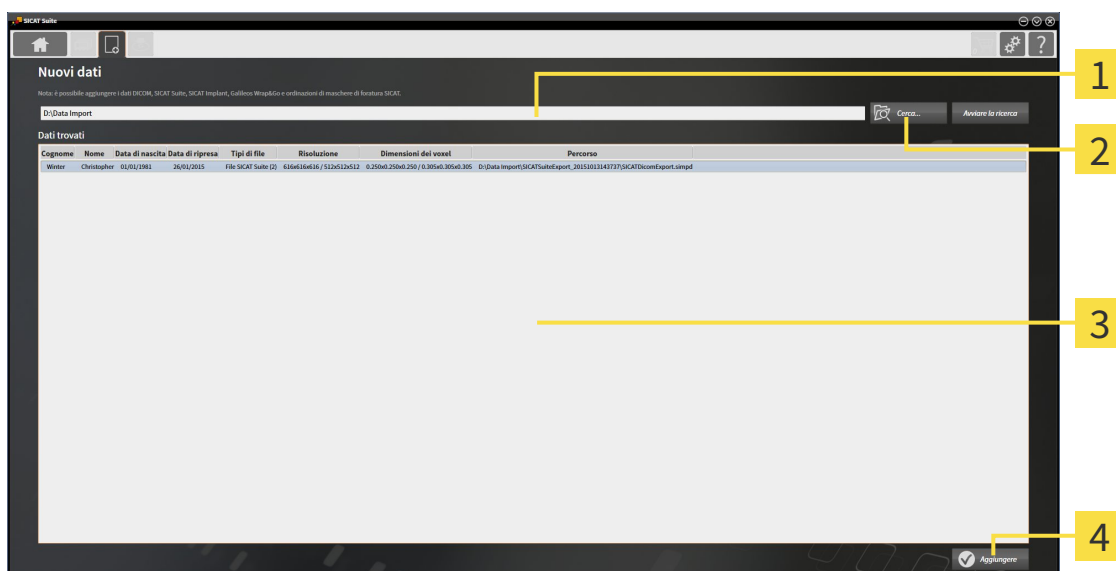 SICAT Suite
?
Nuovi dati
Nota: è possibile aggiungere i dati DICOM, SICAT Suite, SICAT Implant, Galileos Wrap&Go e ordinazioni di maschere di foratura SICAT.
D:\Data Import
Cerca...
Avviare la ricerca
Dati trovati
Cognome Nome Data di nascita Data di ripresa Tipi di file Risoluzione Dimensioni dei voxel Percorso
Winter Christopher 01/01/1981 26/01/2015 File SICAT Suite (2) 616x616x616 / 512x512x512 0.250x0.250x0.250 / 0.305x0.305x0.305 D:\Data Import\SICATSuiteExport_20151013143737\SICATDicomExport.simpd
Aggiungere
1
2
3
4